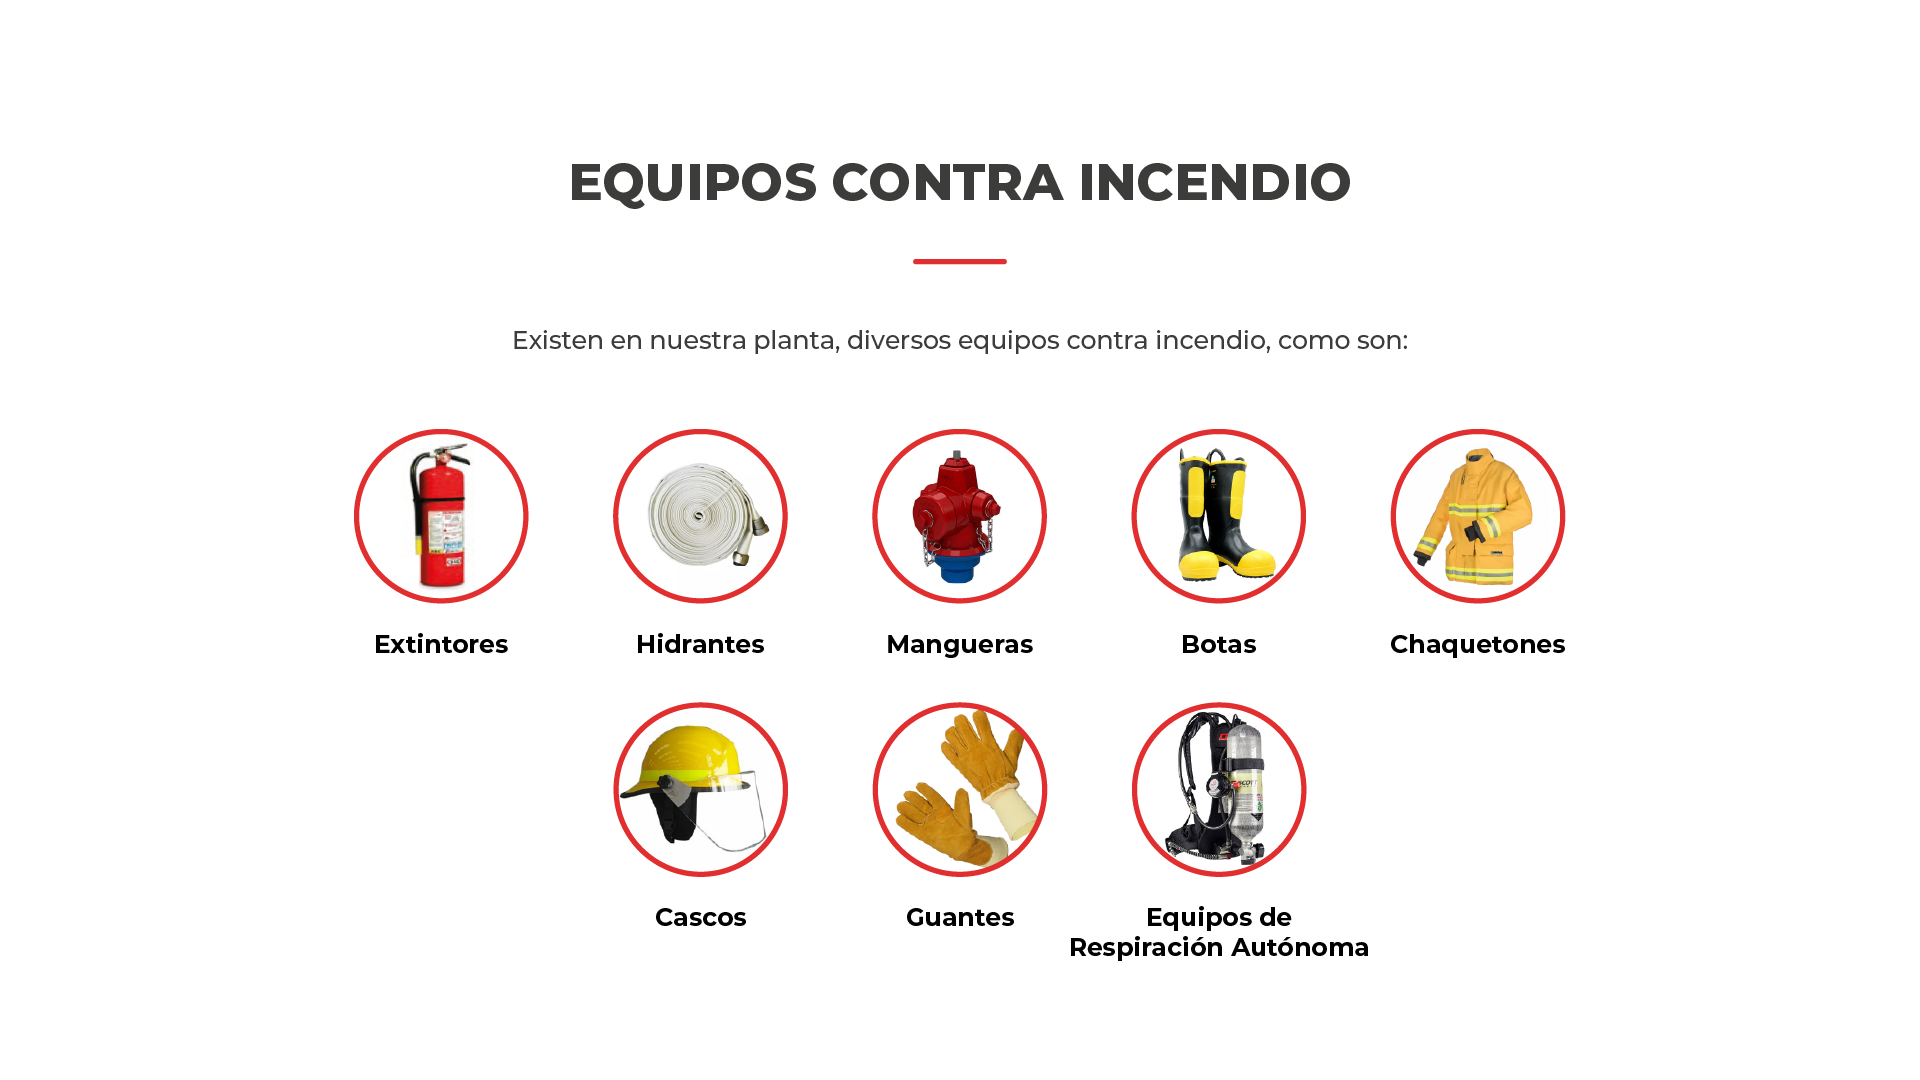 EQUIPOS CONTRA INCENDIO
Existen en nuestra planta, diversos equipos contra incendio, como son:
Extintores
Hidrantes
Mangueras
Botas
Chaquetones
Cascos
Guantes
Equipos de
Respiración Autónoma